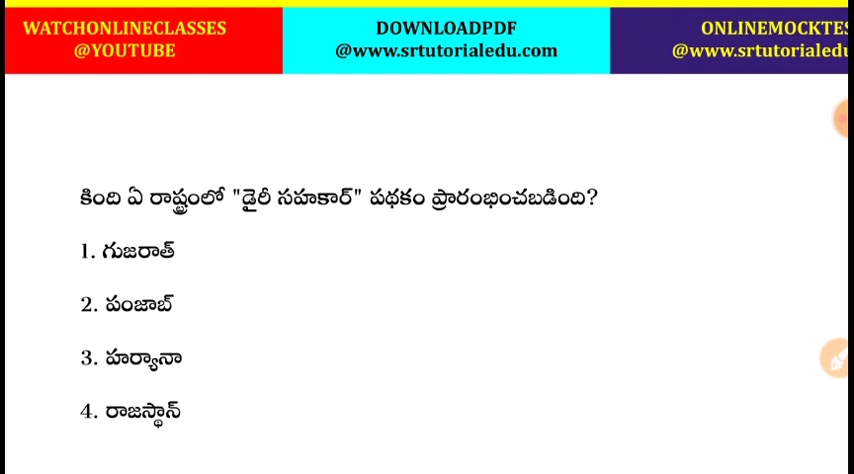 WATCHONLINECLASSES
@YOUTUBE
DOWNLOADPDF
@www.srtutorialedu.com
ONLINEMOCKTES
@www.srtutorialedu
కింది ఏ రాష్ట్రంలో "డైరీ సహకార్" పథకం ప్రారంభించబడింది?
1. గుజరాత్
2. పంజాబ్
3. హర్యానా
4. రాజస్థాన్